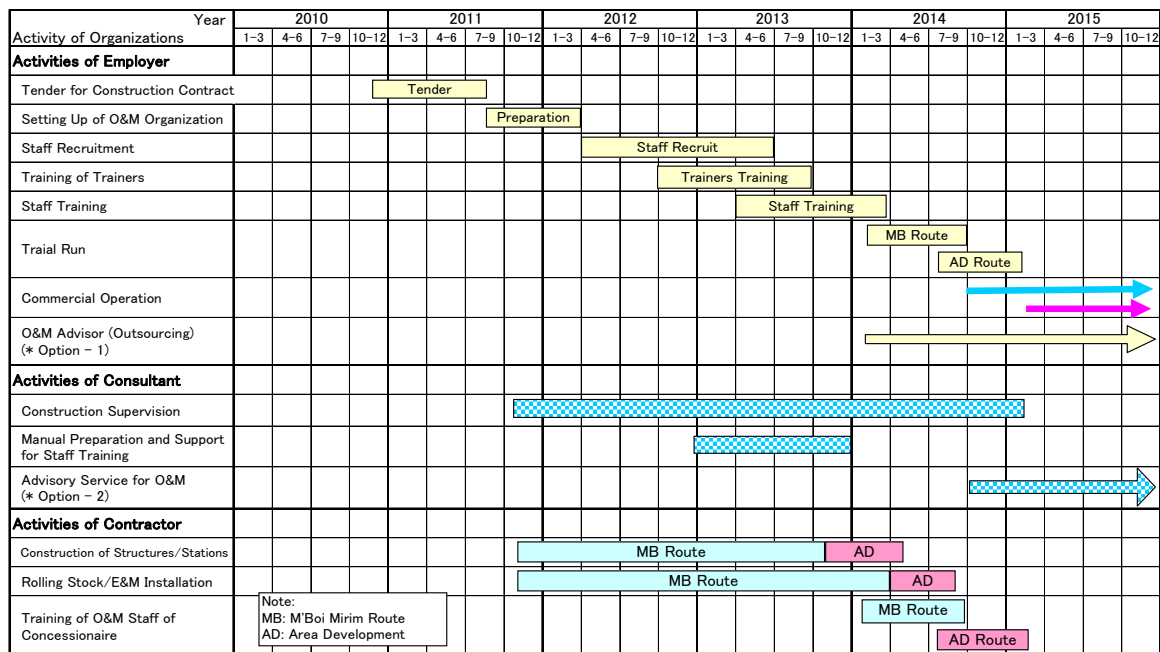 Year 2010 2011 2012 2013 2014 2015
Activity of Organizations 1-3 4-6 7-9 10-12 1-3 4-6 7-9 10-12 1-3 4-6 7-9 10-12 1-3 4-6 7-9 10-12 1-3 4-6 7-9 10-12 1-3 4-6 7-9 10-12
Activities of Employer
Tender for Construction Contract Tender
Setting Up of O&M Organization Preparation
Staff Recruitment Staff Recruit
Training of Trainers Trainers Training
Staff Training Staff Training
MB Route
Traial Run
AD Route
Commercial Operation
O&M Advisor (Outsourcing)
(* Option - 1)
Activities of Consultant
Construction Supervision
Manual Preparation and Support
for Staff Training
Advisory Service for O&M
(* Option - 2)
Activities of Contractor
Construction of Structures/Stations MB Route AD
Rolling Stock/E&M Installation MB Route AD
Training of O&M Staff of
Concessionaire
Note:
MB: M'Boi Mirim Route
AD: Area Development
MB Route
AD Route